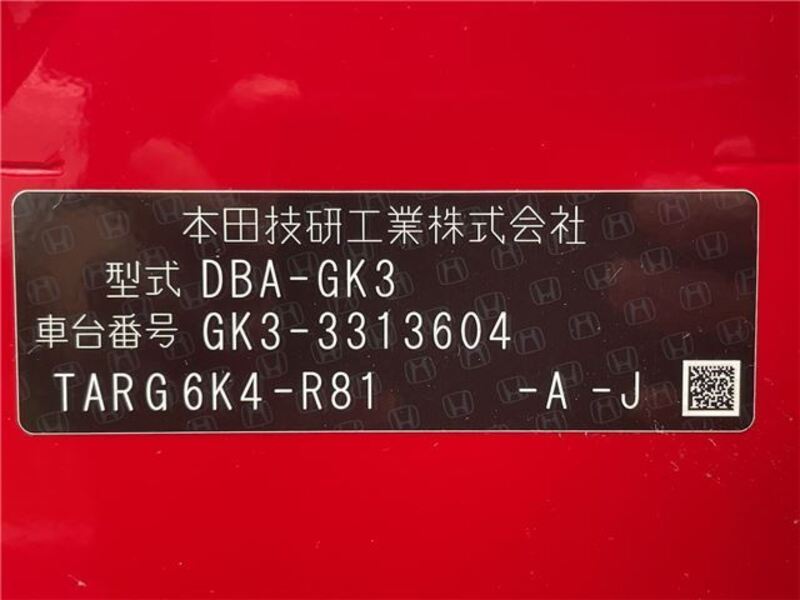 本田技研工業株式会社
型式 DBA-GK3
車台番号 GK3-3313604
TARG6K4-R81 -A -J